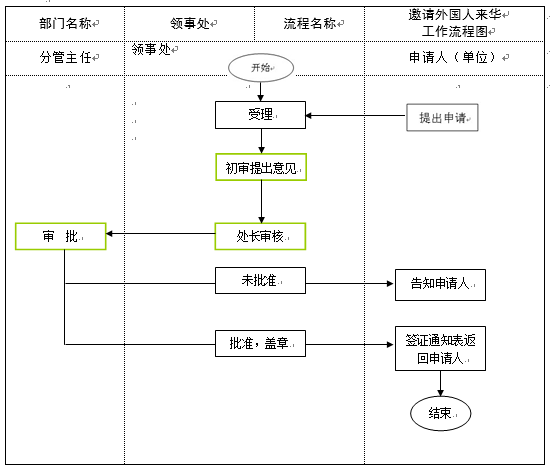 部门名称
领事处
流程名称
邀请外国人来华
工作流程图
分管主任
领事处
申请人（单位）
开始
受理
提出申请
初审提出意见
审 批
处长审核
未批准
告知申请人
批准，盖章
签证通知表返
回申请人
结束